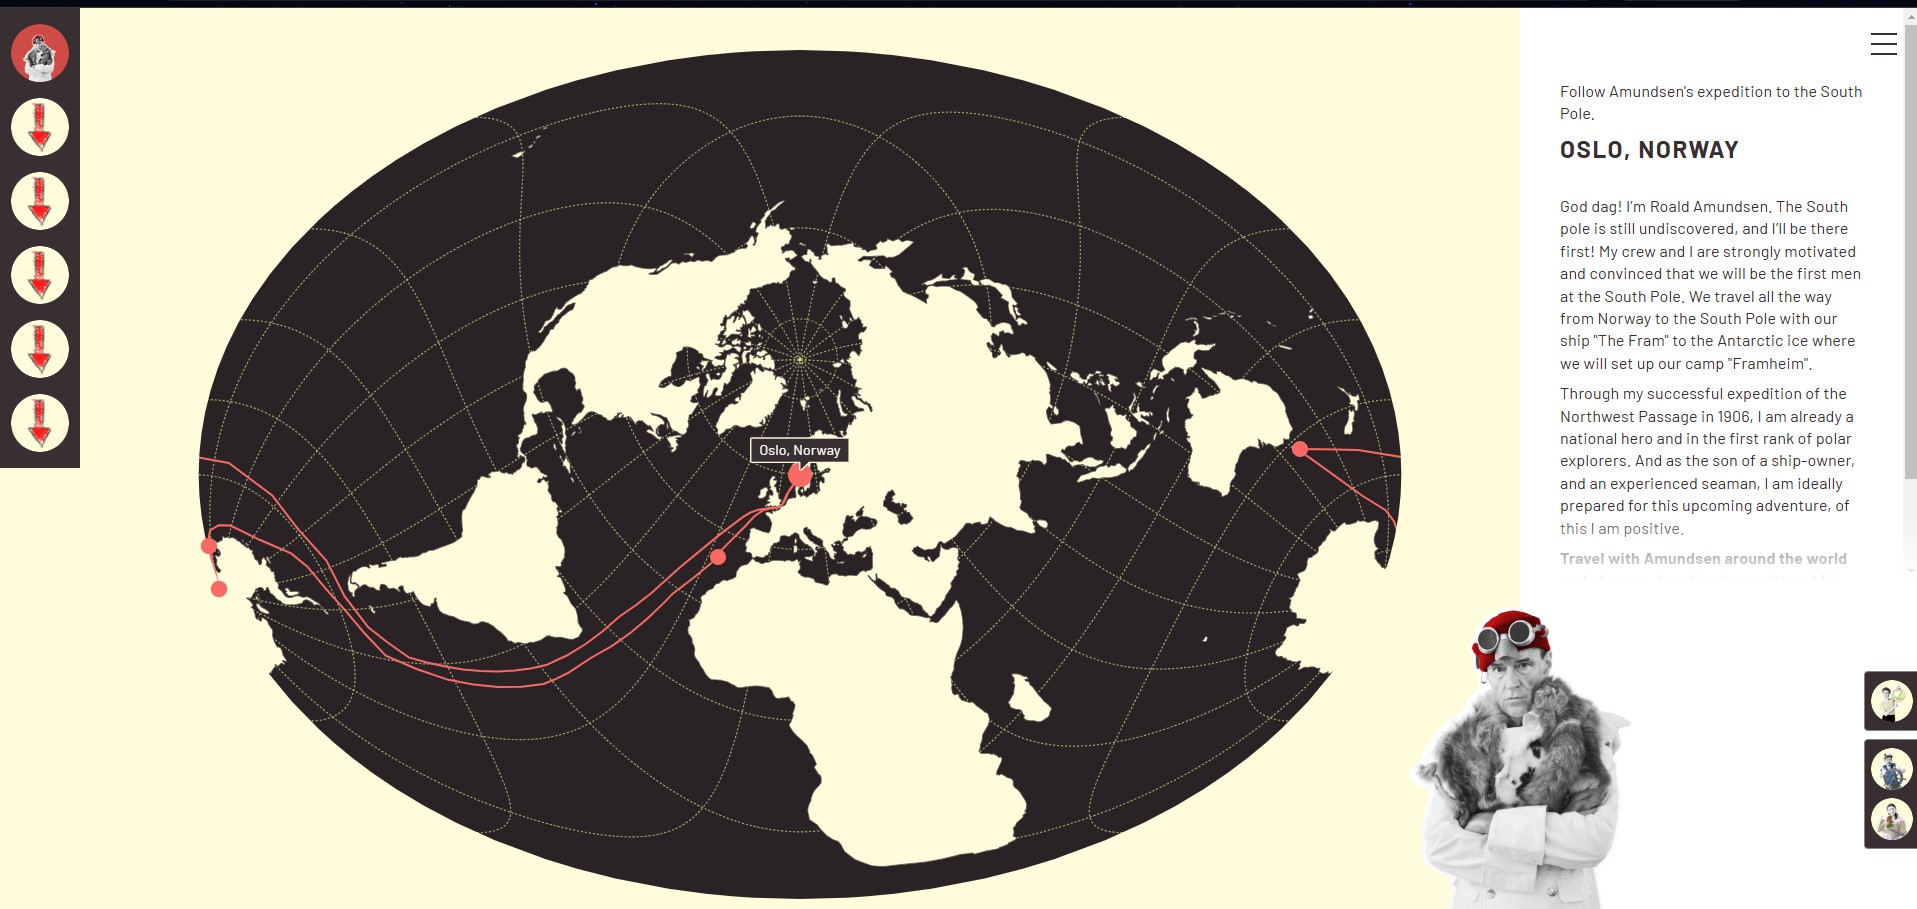 Follow Amundsen's expedition to the South
Pole.
OSLO, NORWAY
God dag! I'm Roald Amundsen. The South
pole is still undiscovered, and I'll be there
first! My crew and I are strongly motivated
and convinced that we will be the first men
at the South Pole. We travel all the way
from Norway to the South Pole with our
ship "The Fram" to the Antarctic ice where
we will set up our camp "Framheim".
Through my successful expedition of the
Northwest Passage in 1906, I am already a
national hero and in the first rank of polar
explorers. And as the son of a ship-owner,
and an experienced seaman, I am ideally
prepared for this upcoming adventure, of
this I am positive.
Travel with Amundsen around the world
Oslo, Norway